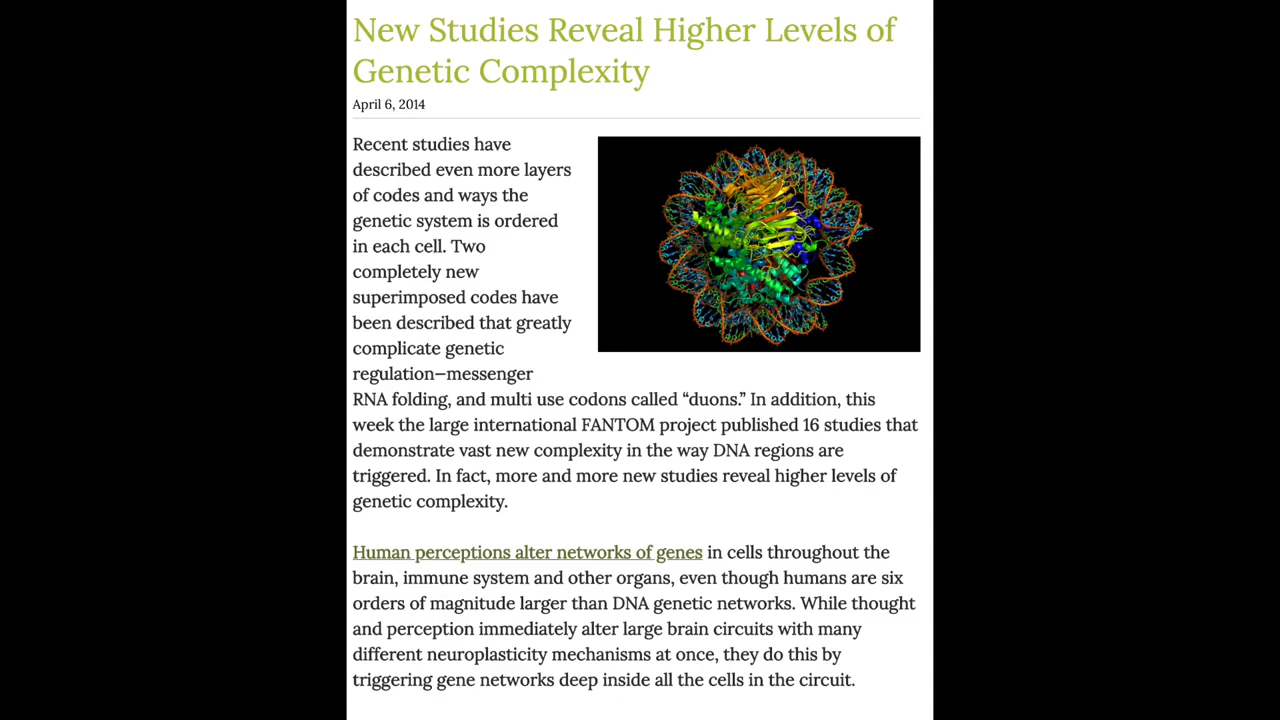 New Studies Reveal Higher Levels of
Genetic Complexity
April 6, 2014
Recent studies have
described even more layers
of codes and ways the
genetic system is ordered
in each cell. Two
completely new
superimposed codes have
been described that greatly
complicate genetic
regulation—messenger
RNA folding, and multi use codons called “duons.” In addition, this
week the large international FANTOM project published 16 studies that
demonstrate vast new complexity in the way DNA regions are
triggered. In fact, more and more new studies reveal higher levels of
genetic complexity.
Human perceptions alter networks of genes in cells throughout the
brain, immune system and other organs, even though humans are six
orders of magnitude larger than DNA genetic networks. While thought
and perception immediately alter large brain circuits with many
different neuroplasticity mechanisms at once, they do this by
triggering gene networks deep inside all the cells in the circuit.